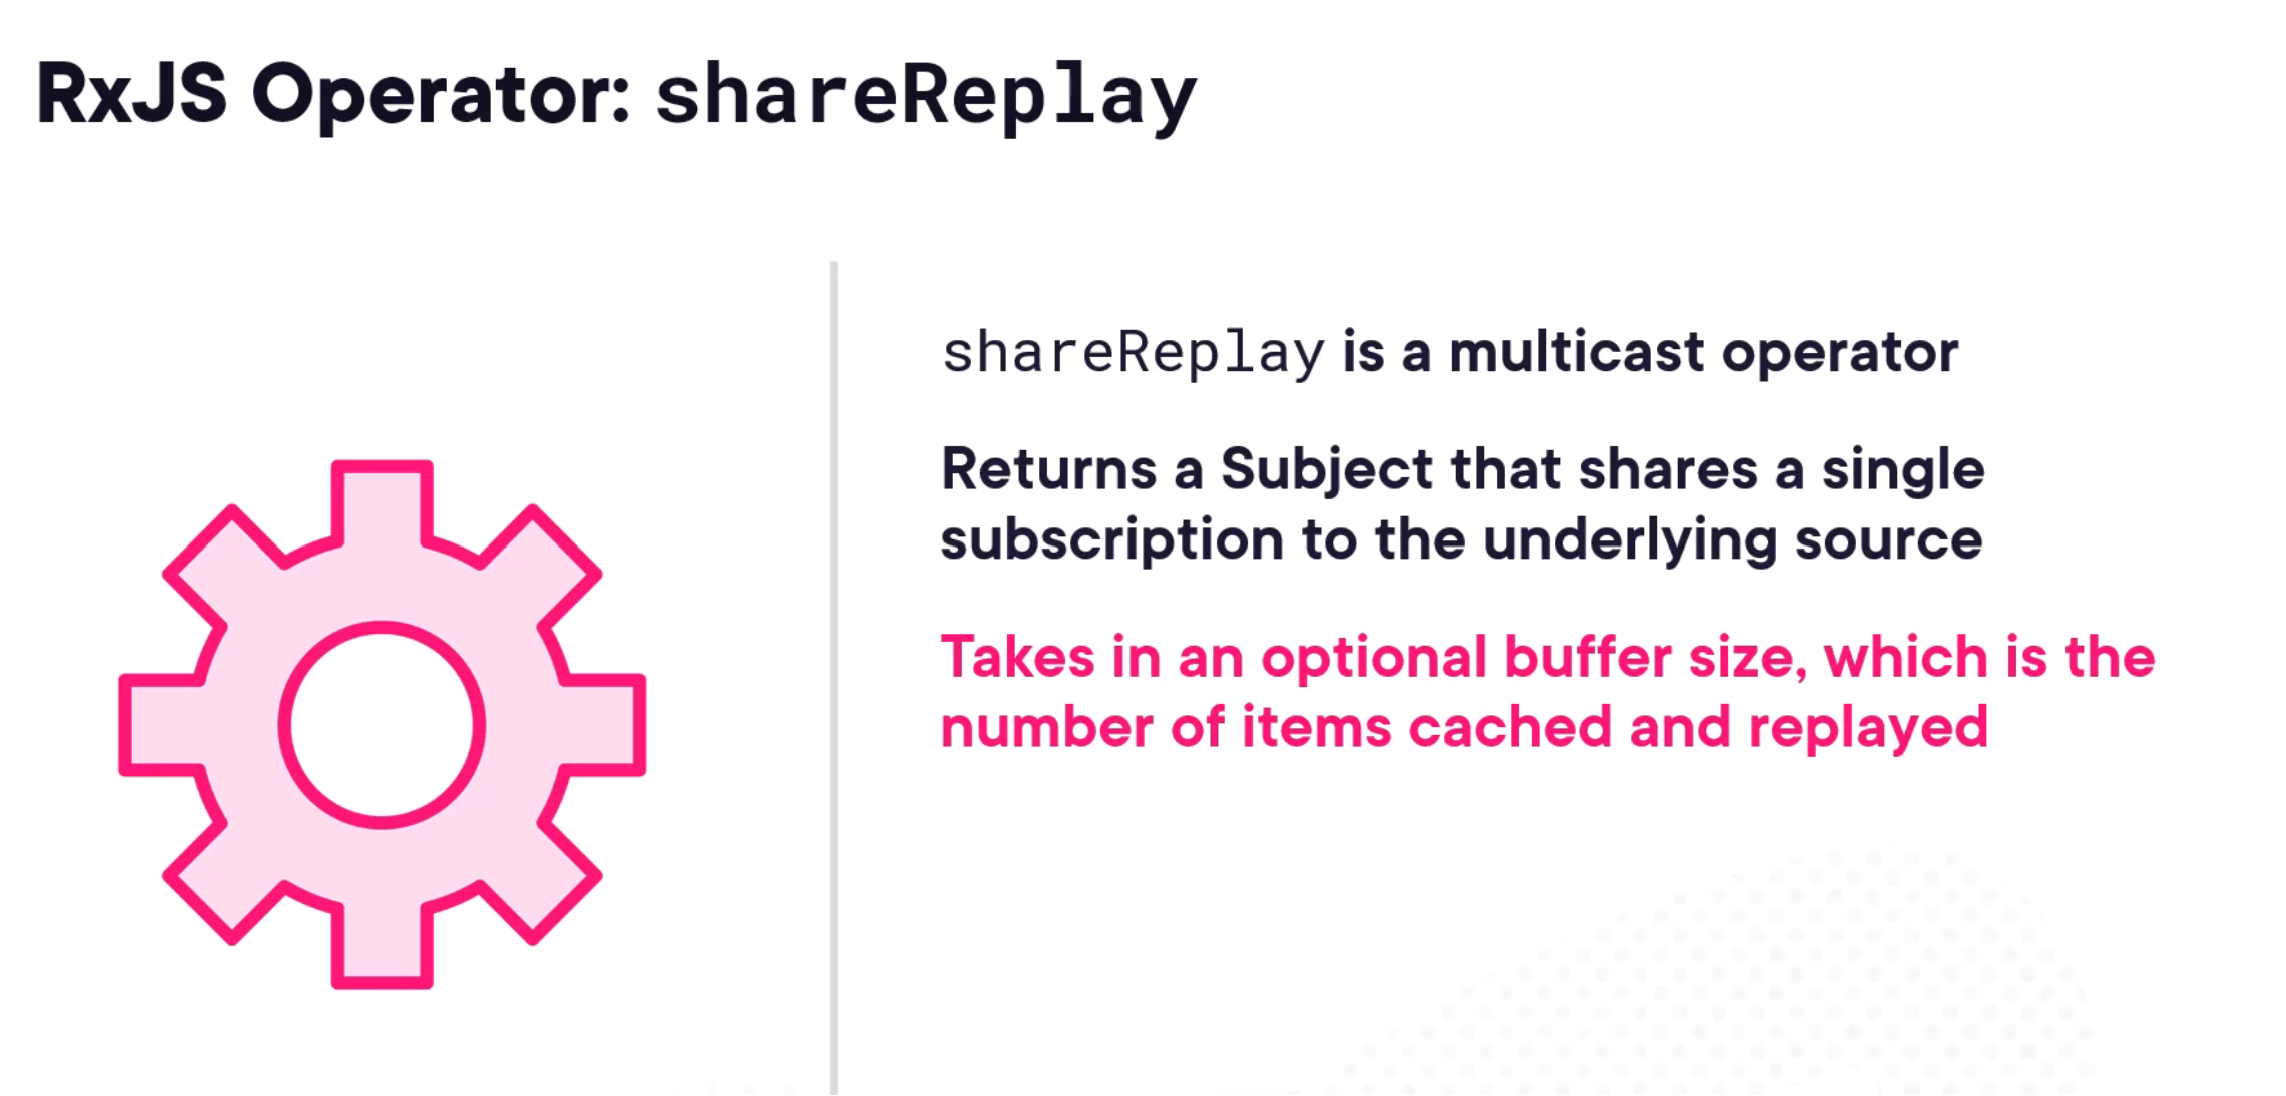 RxJS Operator: shareReplay
shareReplay is a multicast operator
Returns a Subject that shares a single
subscription to the underlying source
Takes in an optional buffer size, which is the
number of items cached and replayed